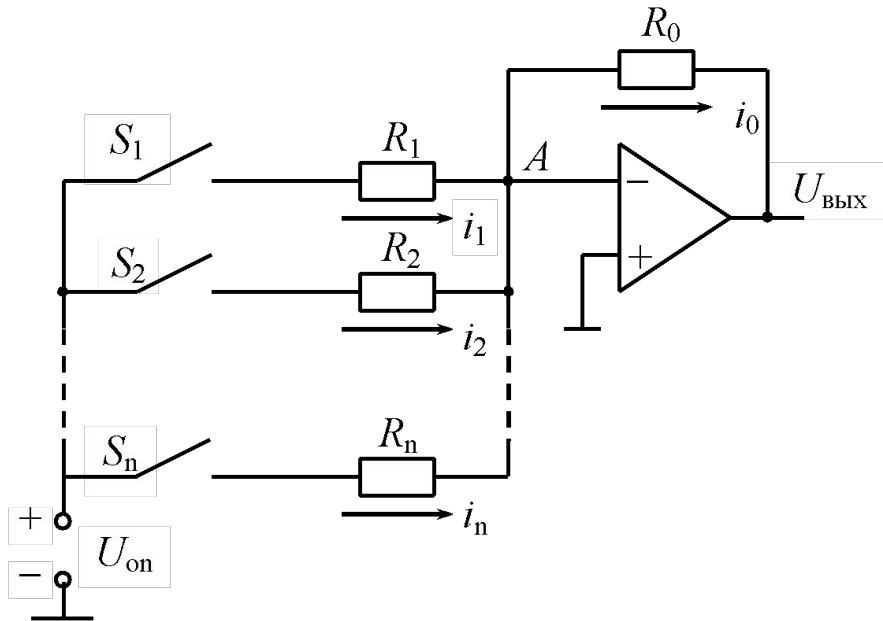 R₀
i₀
S₁
R₁
A
−
Uвых
i₁
S₂
R₂
+
i₂
Sn
Rn
in
+
Uоп
−